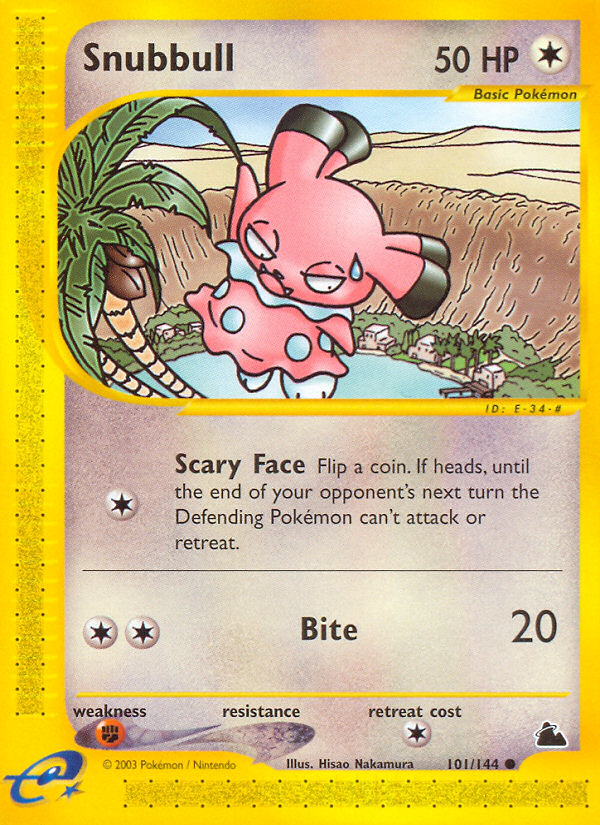 Snubbull
50 HP
Basic Pokémon
ID: E-34-#
Scary Face Flip a coin. If heads, until
the end of your opponent's next turn the
Defending Pokémon can't attack or
retreat.
Bite 20
weakness resistance retreat cost
© 2003 Pokémon / Nintendo Illus. Hisao Nakamura 101/144
e